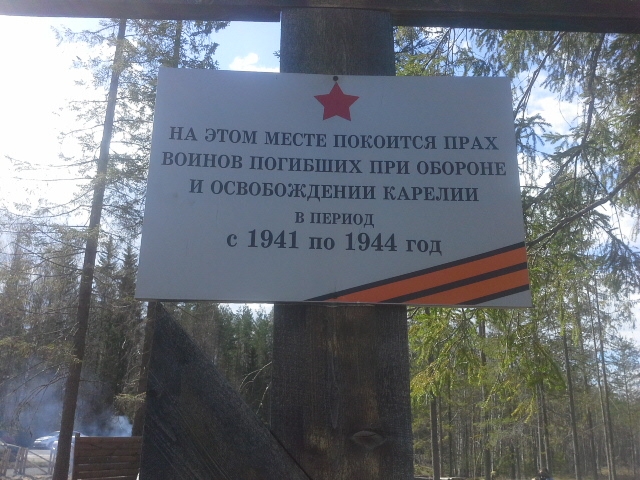 НА ЭТОМ МЕСТЕ ПОКОИТСЯ ПРАХ
ВОИНОВ ПОГИБШИХ ПРИ ОБОРОНЕ
И ОСВОБОЖДЕНИИ КАРЕЛИИ
В ПЕРИОД
с 1941 по 1944 год